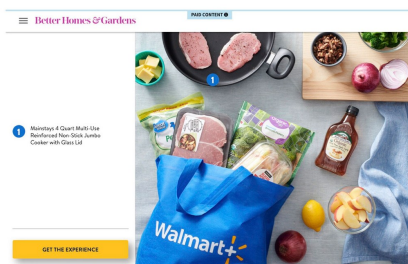 PAID CONTENT
Better Homes & Gardens
1
1
Mainstays 4 Quart Multi-Use
Reinforced Non-Stick Jumbo
Cooker with Glass Lid
Walmart+
GET THE EXPERIENCE